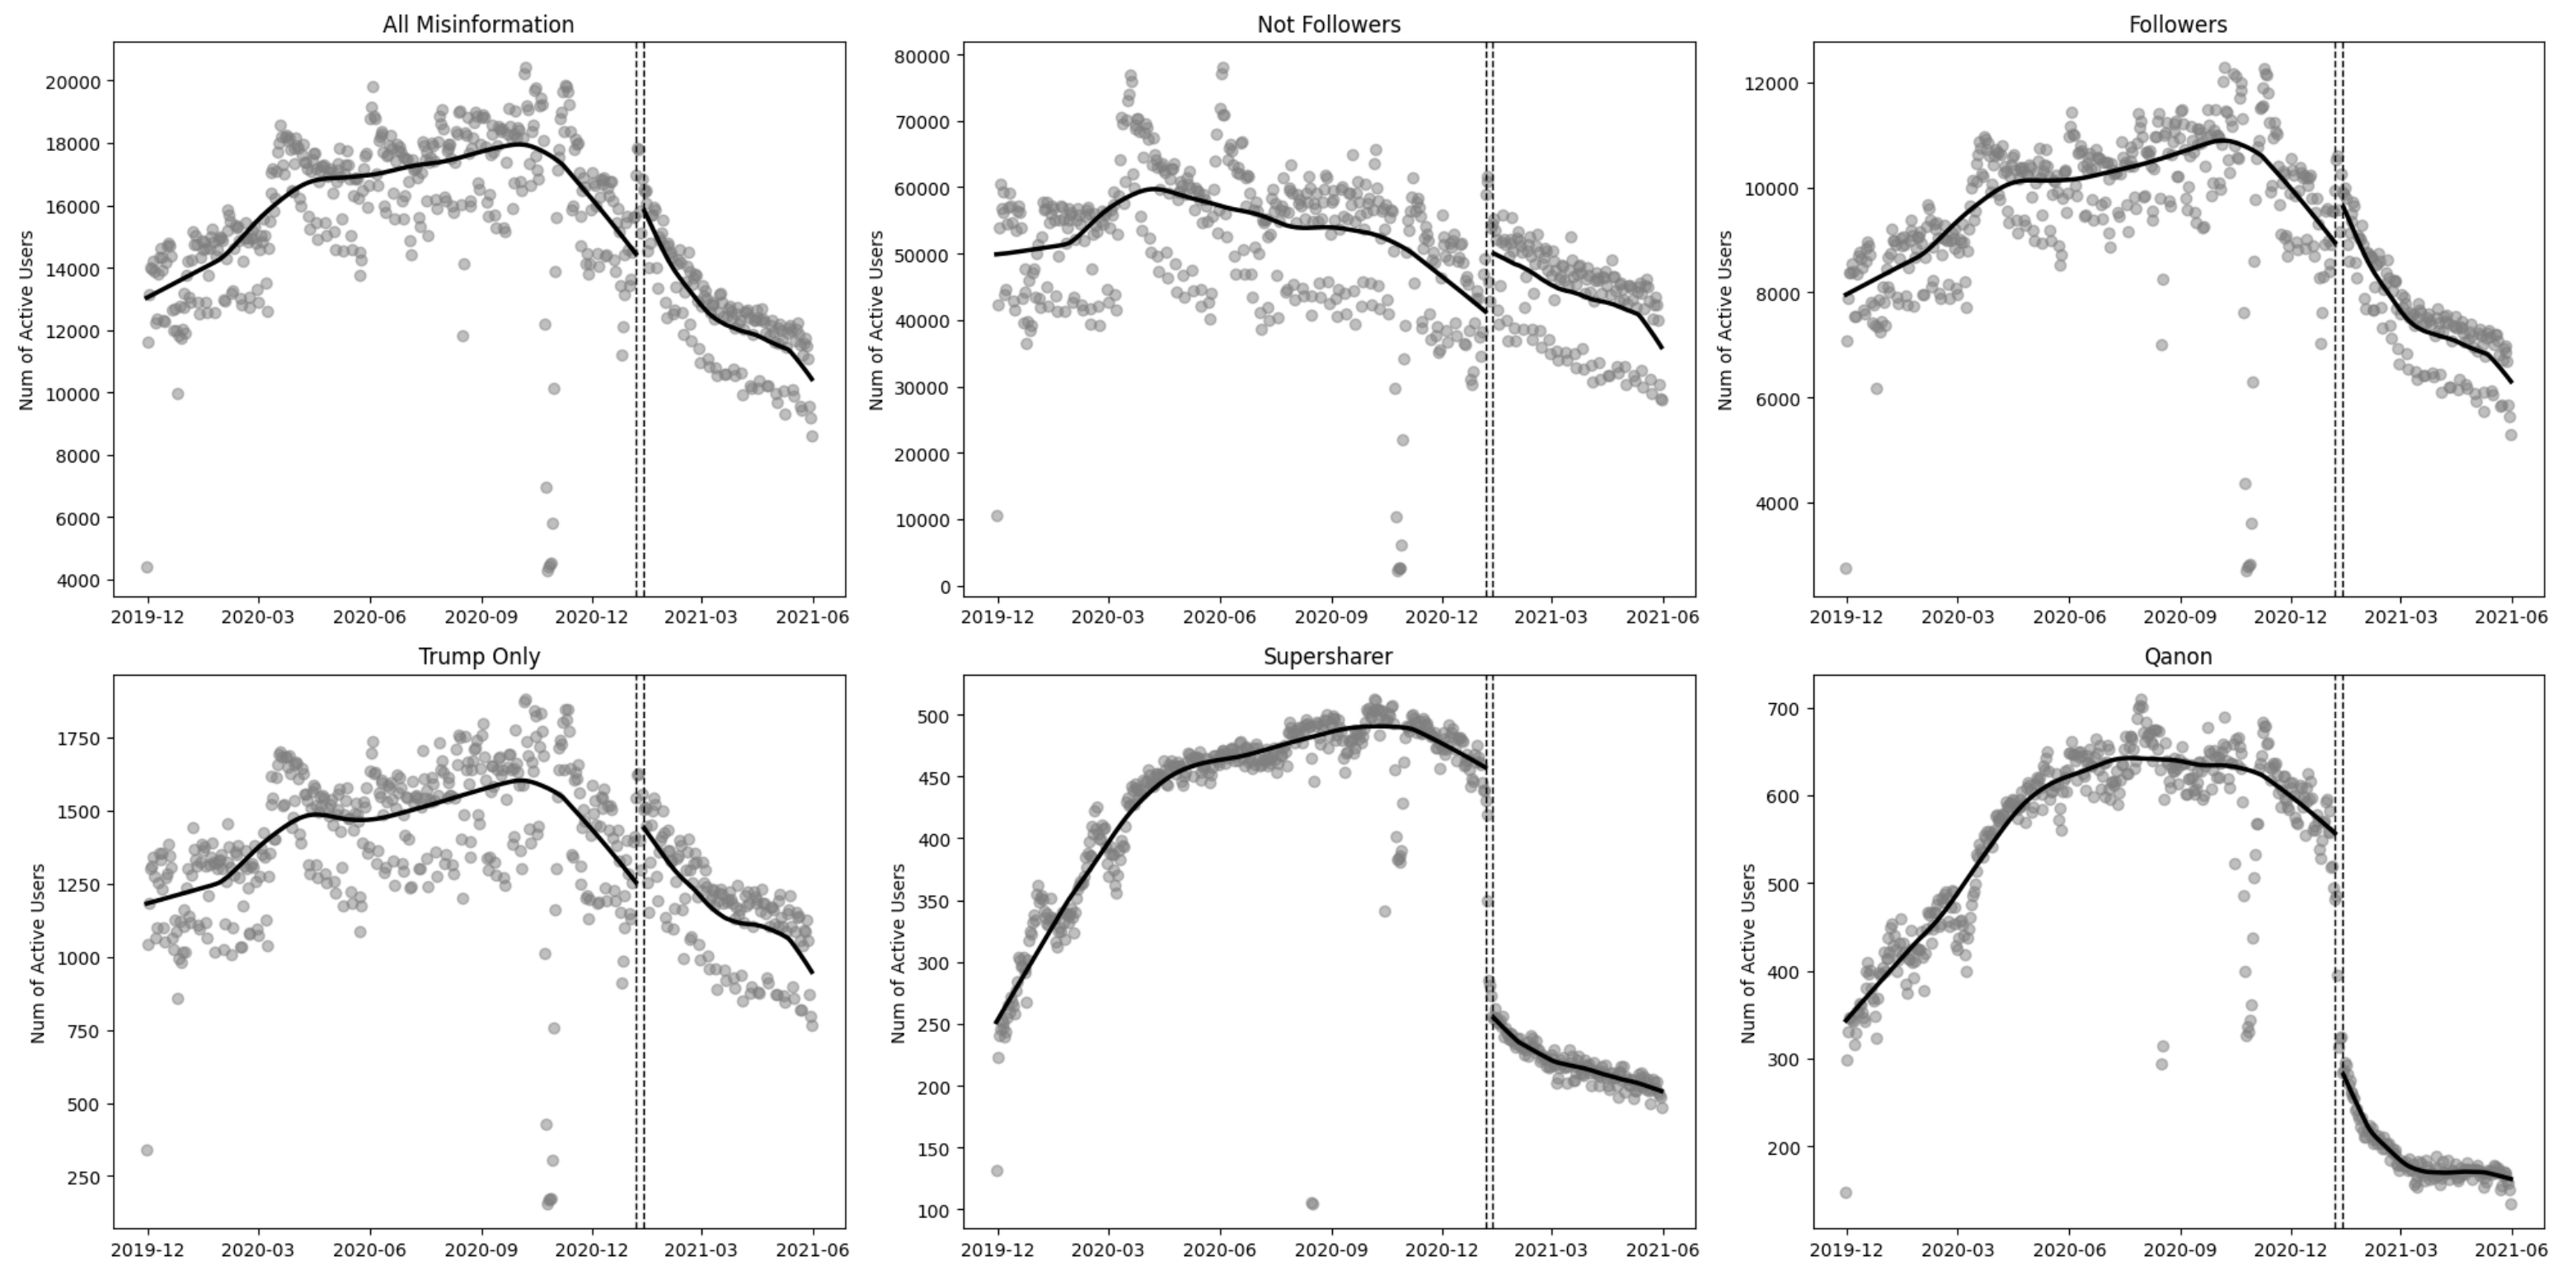 All Misinformation
Num of Active Users
20000
18000
16000
14000
12000
10000
8000
6000
4000
2019-12 2020-03 2020-06 2020-09 2020-12 2021-03 2021-06
Not Followers
Num of Active Users
80000
70000
60000
50000
40000
30000
20000
10000
0
2019-12 2020-03 2020-06 2020-09 2020-12 2021-03 2021-06
Followers
Num of Active Users
12000
10000
8000
6000
4000
2019-12 2020-03 2020-06 2020-09 2020-12 2021-03 2021-06
Trump Only
Num of Active Users
1750
1500
1250
1000
750
500
250
2019-12 2020-03 2020-06 2020-09 2020-12 2021-03 2021-06
Supersharer
Num of Active Users
500
450
400
350
300
250
200
150
100
2019-12 2020-03 2020-06 2020-09 2020-12 2021-03 2021-06
Qanon
Num of Active Users
700
600
500
400
300
200
2019-12 2020-03 2020-06 2020-09 2020-12 2021-03 2021-06